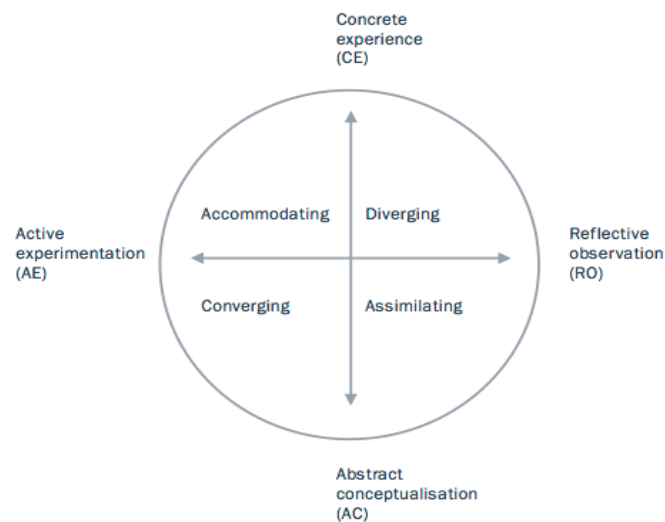 Concrete
experience
(CE)
Accommodating
Diverging
Active
experimentation
(AE)
Reflective
observation
(RO)
Converging
Assimilating
Abstract
conceptualisation
(AC)